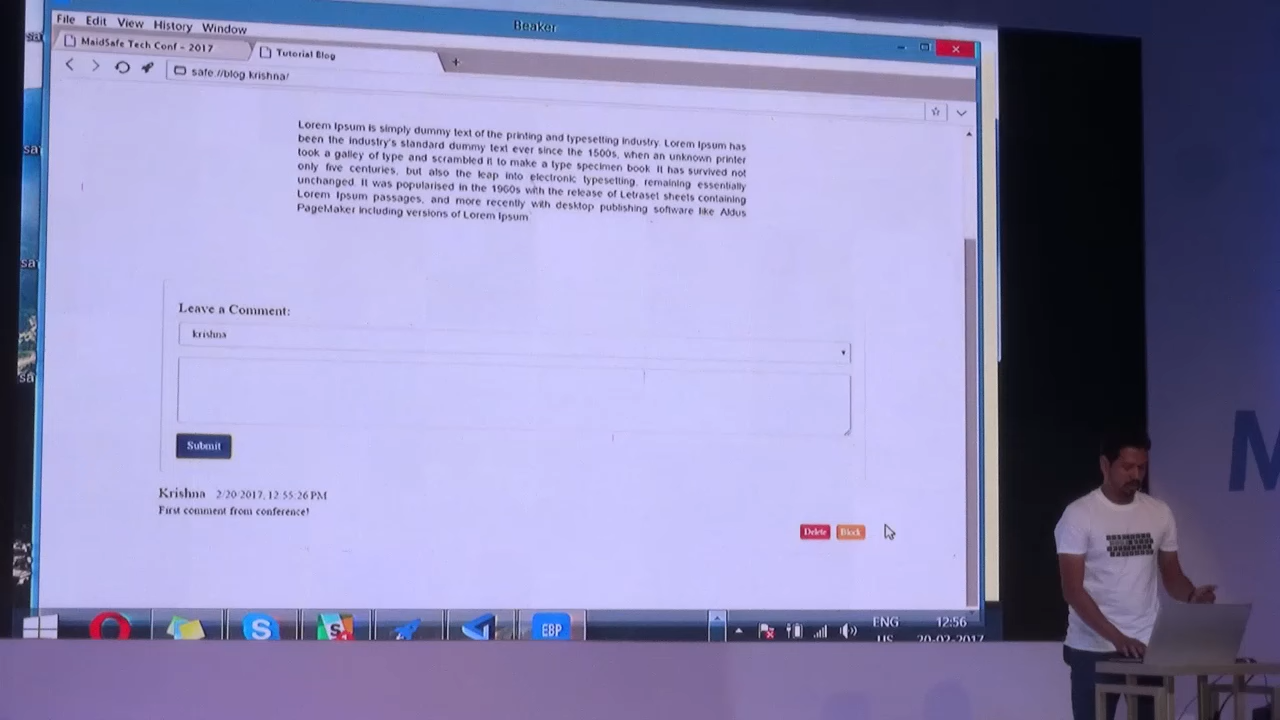 File Edit View History Window
Beaker
MaidSafe Tech Conf - 2017
Tutorial Blog
safe://blog.krishna/
Lorem Ipsum is simply dummy text of the printing and typesetting industry. Lorem Ipsum has
been the industry's standard dummy text ever since the 1500s, when an unknown printer
took a galley of type and scrambled it to make a type specimen book. It has survived not
only five centuries, but also the leap into electronic typesetting, remaining essentially
unchanged. It was popularised in the 1960s with the release of Letraset sheets containing
Lorem Ipsum passages, and more recently with desktop publishing software like Aldus
PageMaker including versions of Lorem Ipsum
Leave a Comment:
krishna
Submit
Krishna 2/20/2017, 12:55:26 PM
First comment from conference!
Delete Block
EBP
ENG 12:56
US 20-02-2017
M